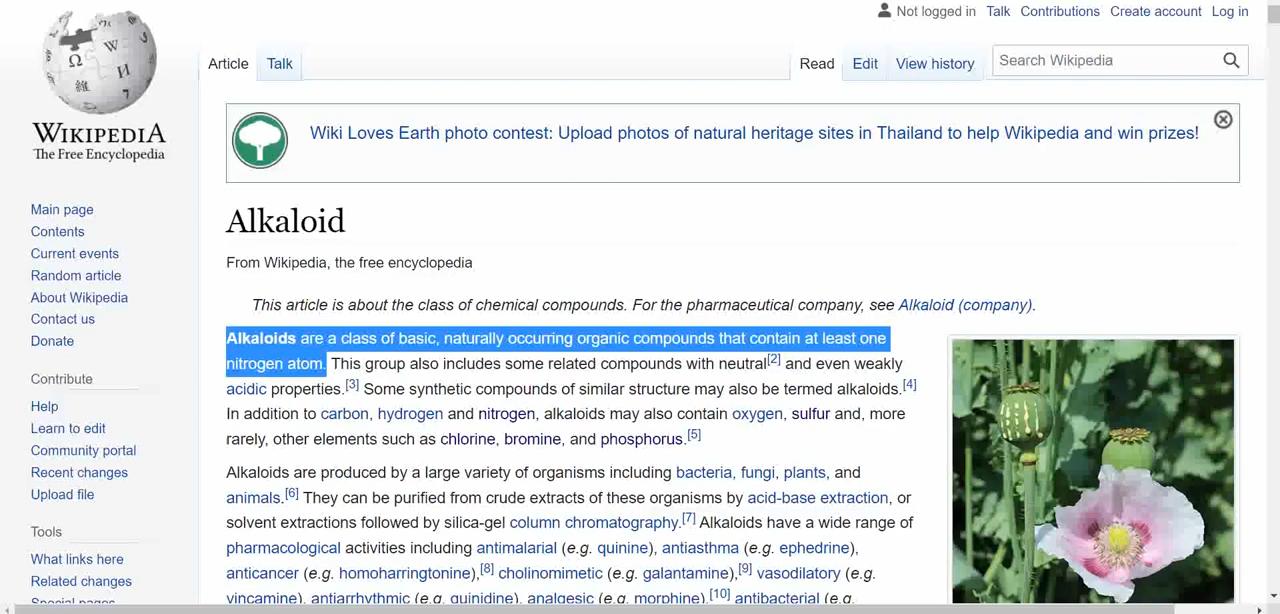 Not logged in Talk Contributions Create account Log in
WIKIPEDIA
The Free Encyclopedia
Article Talk Read Edit View history Search Wikipedia
Main page
Contents
Current events
Random article
About Wikipedia
Contact us
Donate
Contribute
Help
Learn to edit
Community portal
Recent changes
Upload file
Tools
What links here
Related changes
Special pages
Wiki Loves Earth photo contest: Upload photos of natural heritage sites in Thailand to help Wikipedia and win prizes!
Alkaloid
From Wikipedia, the free encyclopedia
This article is about the class of chemical compounds. For the pharmaceutical company, see Alkaloid (company).
Alkaloids are a class of basic, naturally occurring organic compounds that contain at least one
nitrogen atom. This group also includes some related compounds with neutral[2] and even weakly
acidic properties.[3] Some synthetic compounds of similar structure may also be termed alkaloids.[4]
In addition to carbon, hydrogen and nitrogen, alkaloids may also contain oxygen, sulfur and, more
rarely, other elements such as chlorine, bromine, and phosphorus.[5]
Alkaloids are produced by a large variety of organisms including bacteria, fungi, plants, and
animals.[6] They can be purified from crude extracts of these organisms by acid-base extraction, or
solvent extractions followed by silica-gel column chromatography.[7] Alkaloids have a wide range of
pharmacological activities including antimalarial (e.g. quinine), antiasthma (e.g. ephedrine),
anticancer (e.g. homoharringtonine),[8] cholinomimetic (e.g. galantamine),[9] vasodilatory (e.g.
vincamine), antiarrhythmic (e.g. quinidine), analgesic (e.g. morphine),[10] antibacterial (e.g.